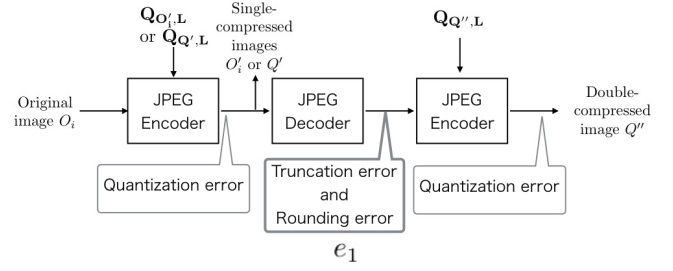 Q_{O'_i,L}
or Q_{Q',L}
Single-
compressed
images
O'_i or Q'
Q_{Q'',L}
Original
image O_i
JPEG
Encoder
JPEG
Decoder
JPEG
Encoder
Double-
compressed
image Q''
Quantization error
Truncation error
and
Rounding error
Quantization error
e_1